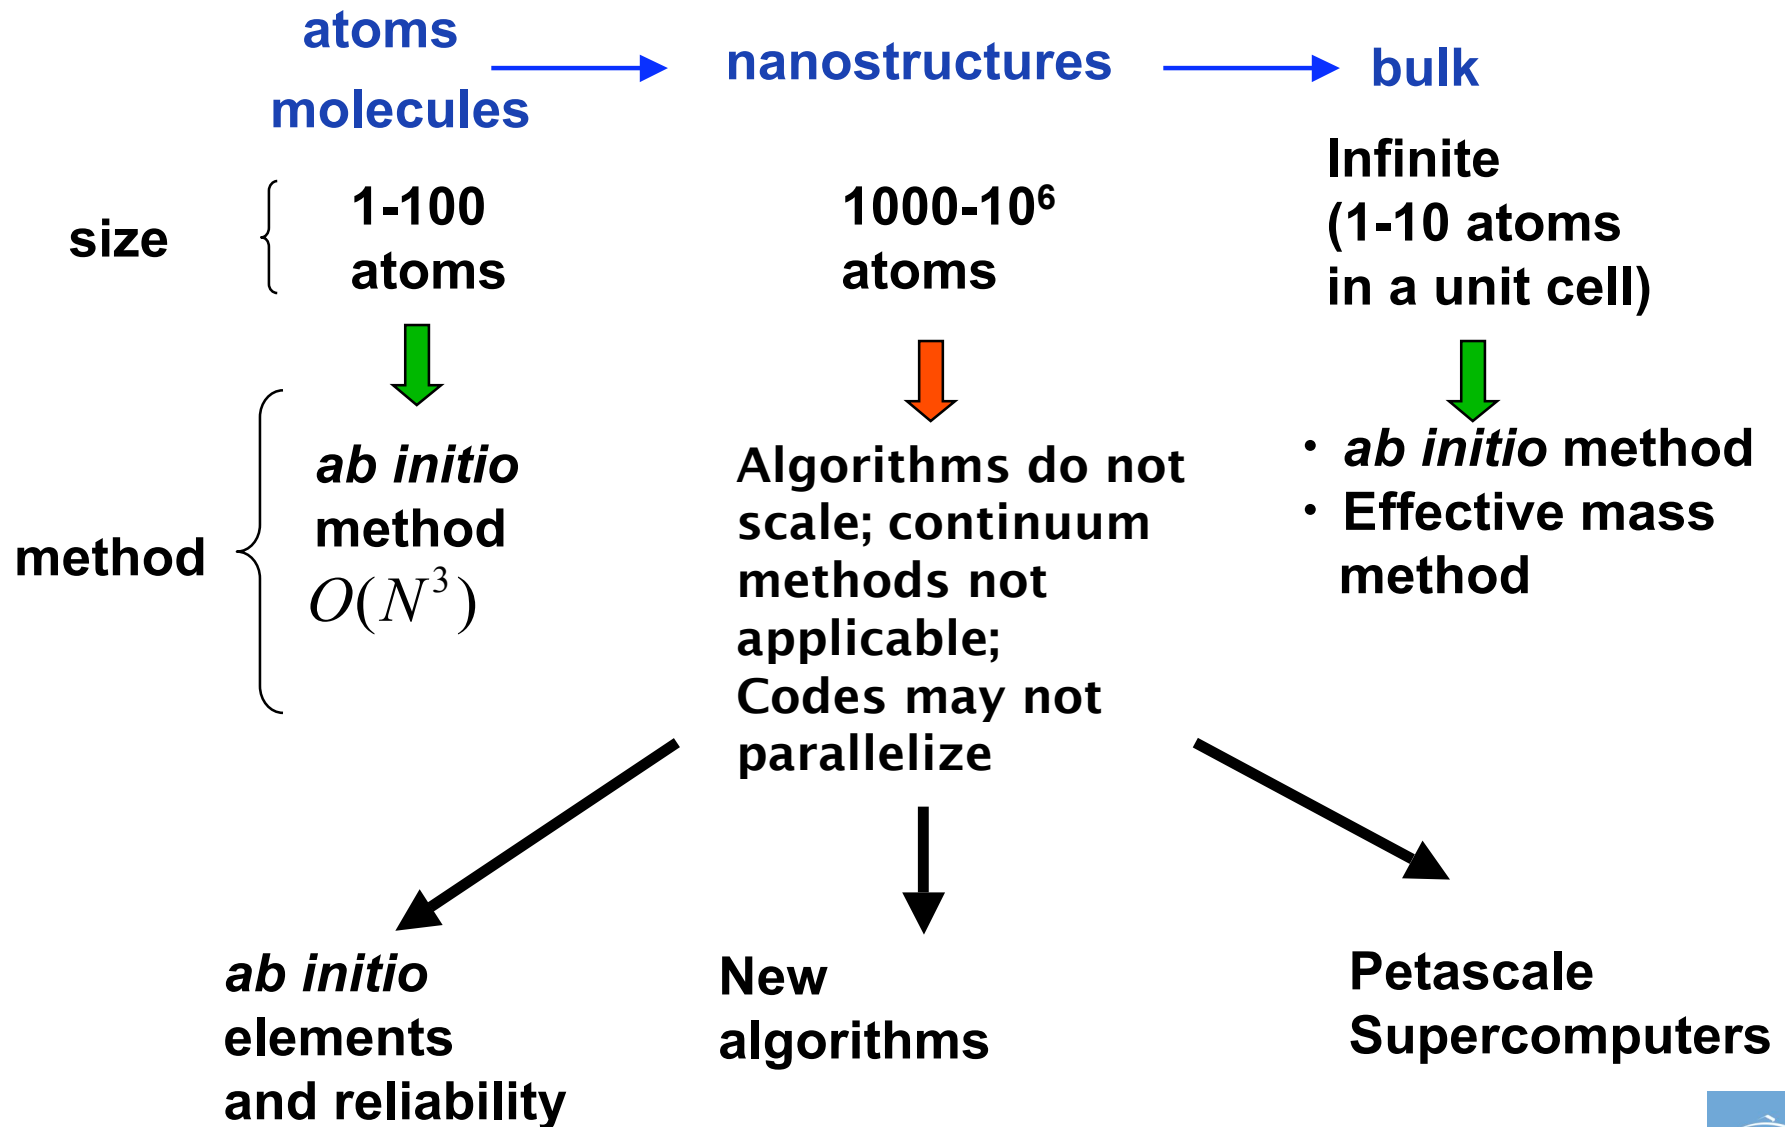 atoms
molecules
nanostructures
bulk
size
1-100
atoms
1000-10⁶
atoms
Infinite
(1-10 atoms
in a unit cell)
method
ab initio
method
O(N³)
Algorithms do not
scale; continuum
methods not
applicable;
Codes may not
parallelize
• ab initio method
• Effective mass
method
ab initio
elements
and reliability
New
algorithms
Petascale
Supercomputers